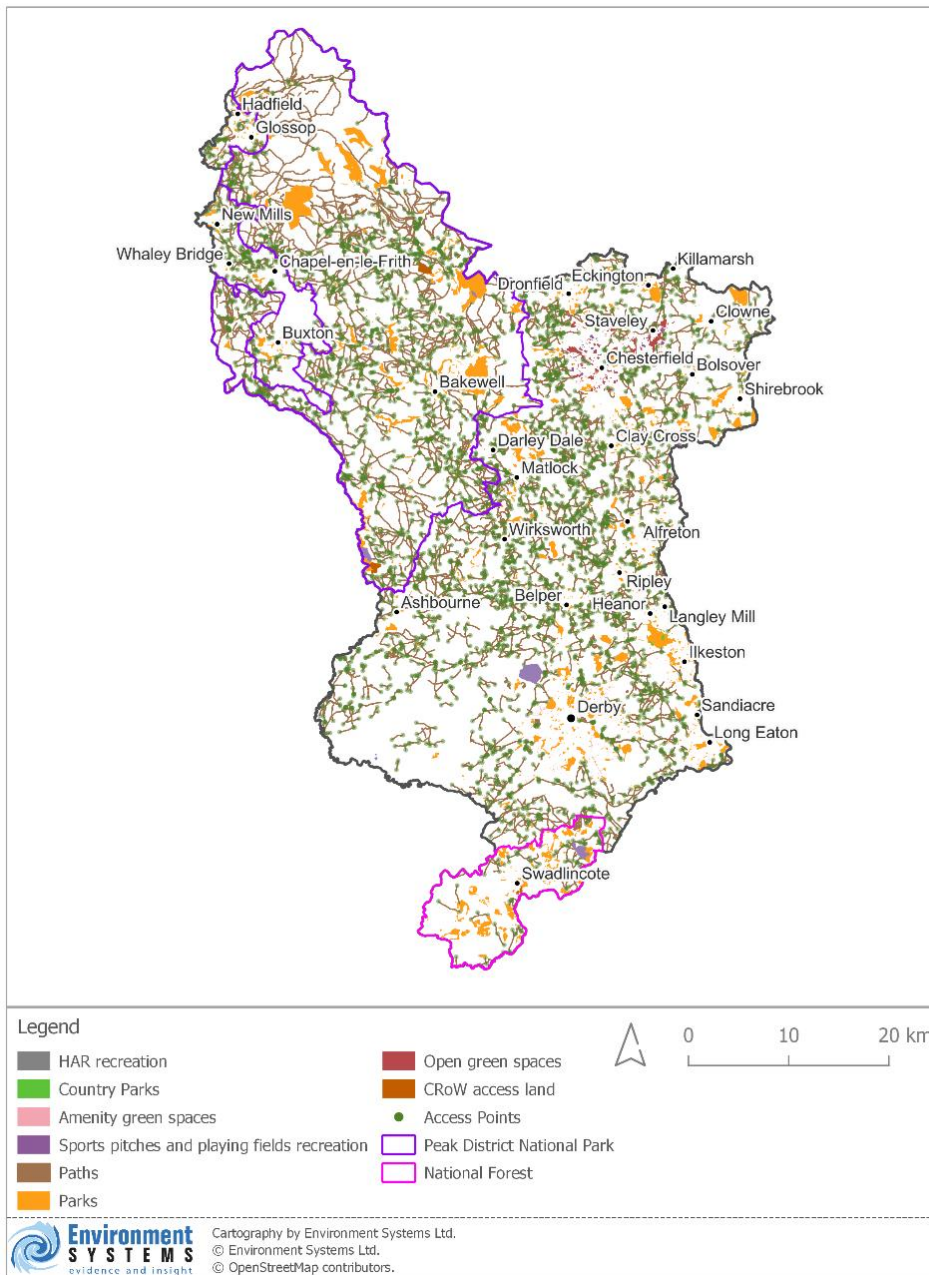 Hadfield
Glossop
New Mills
Whaley Bridge
Chapel-en-le-Frith
Killamarsh
Dronfield
Eckington
Clowne
Staveley
Buxton
Chesterfield
Bolsover
Bakewell
Shirebrook
Darley Dale
Clay Cross
Matlock
Wirksworth
Alfreton
Ripley
Belper
Heanor
Ashbourne
Langley Mill
Ilkeston
Derby
Sandiacre
Long Eaton
Swadlincote
Legend
HAR recreation
Country Parks
Amenity green spaces
Sports pitches and playing fields recreation
Paths
Parks
Open green spaces
CRoW access land
Access Points
Peak District National Park
National Forest
0 10 20 km
Environment
SYSTEMS
evidence and insight
Cartography by Environment Systems Ltd.
© Environment Systems Ltd.
© OpenStreetMap contributors.